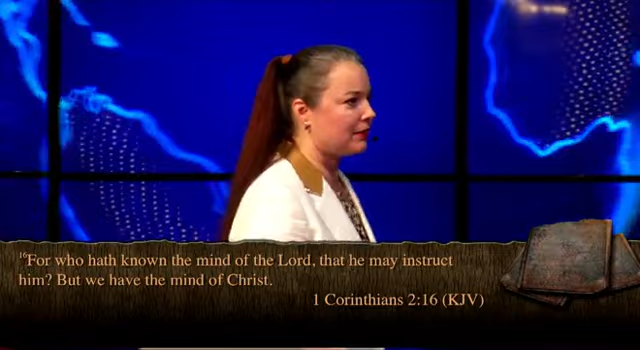 ¹⁶For who hath known the mind of the Lord, that he may instruct
him? But we have the mind of Christ.
1 Corinthians 2:16 (KJV)